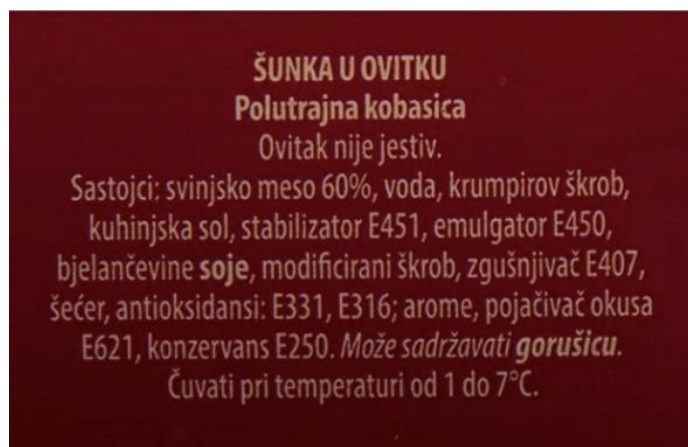 ŠUNKA U OVITKU
Polutrajna kobasica
Ovitak nije jestiv.
Sastojci: svinjsko meso 60%, voda, krumpirov škrob,
kuhinjska sol, stabilizator E451, emulgator E450,
bjelančevine soje, modificirani škrob, zgušnjivač E407,
šećer, antioksidansi: E331, E316; arome, pojačivač okusa
E621, konzervans E250. Može sadržavati gorušicu.
Čuvati pri temperaturi od 1 do 7°C.